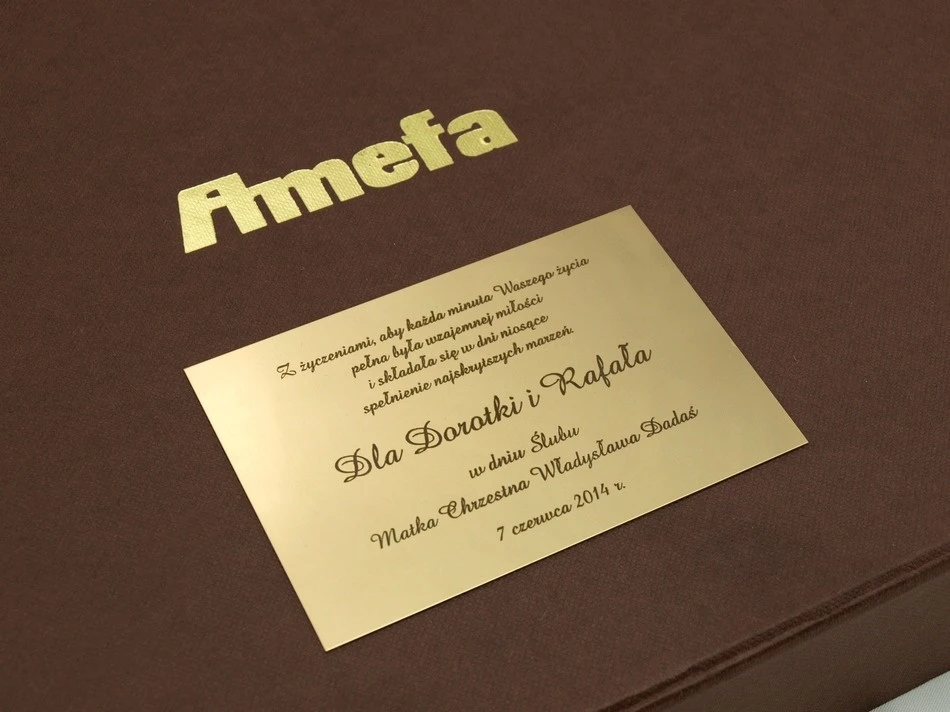 Amefa
Z życzeniami, aby każda minuta Waszego życia
pełna była wzajemnej miłości
i składała się w dni niosące
spełnienie najskrytszych marzeń.
Dla Dorotki i Rafała
w dniu Ślubu
Matka Chrzestna Władysława Dadaś
7 czerwca 2014 r.